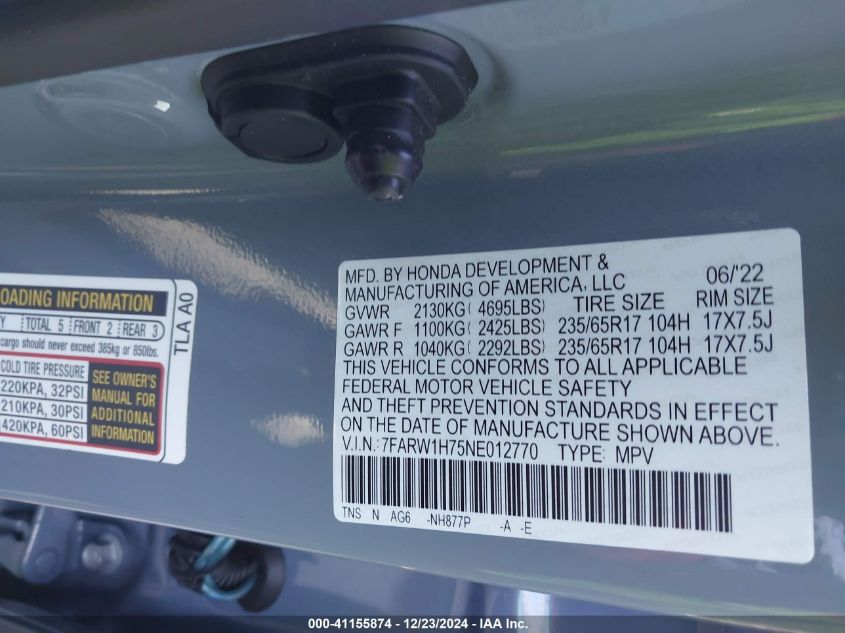 OADING INFORMATION
Y TOTAL 5 FRONT 2 REAR 3
cargo should never exceed 385kg or 850lbs.
COLD TIRE PRESSURE
220KPA, 32PSI
210KPA, 30PSI
420KPA, 60PSI
SEE OWNER'S
MANUAL FOR
ADDITIONAL
INFORMATION
TLA A0
MFD. BY HONDA DEVELOPMENT &
MANUFACTURING OF AMERICA, LLC 06/'22
GVWR 2130KG( 4695LBS) TIRE SIZE RIM SIZE
GAWR F 1100KG( 2425LBS) 235/65R17 104H 17X7.5J
GAWR R 1040KG( 2292LBS) 235/65R17 104H 17X7.5J
THIS VEHICLE CONFORMS TO ALL APPLICABLE
FEDERAL MOTOR VEHICLE SAFETY
AND THEFT PREVENTION STANDARDS IN EFFECT
ON THE DATE OF MANUFACTURE SHOWN ABOVE.
V.I.N.: 7FARW1H75NE012770 TYPE: MPV
TNS N AG6 -NH877P -A -E
000-41155874 - 12/23/2024 - IAA Inc.